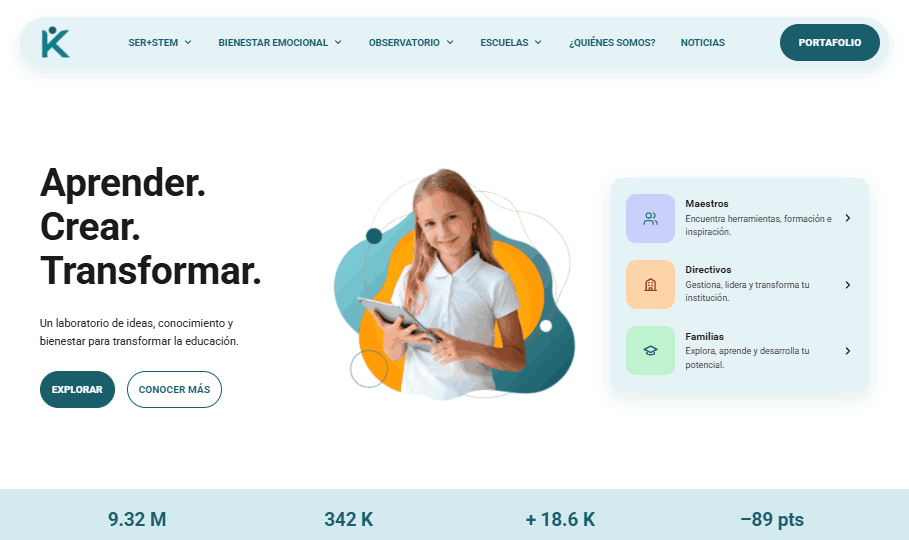 SER+STEM
BIENESTAR EMOCIONAL
OBSERVATORIO
ESCUELAS
¿QUIÉNES SOMOS?
NOTICIAS
PORTAFOLIO
Aprender.
Crear.
Transformar.
Un laboratorio de ideas, conocimiento y
bienestar para transformar la educación.
EXPLORAR
CONOCER MÁS
Maestros
Encuentra herramientas, formación e
inspiración.
Directivos
Gestiona, lidera y transforma tu
institución.
Familias
Explora, aprende y desarrolla tu
potencial.
9.32 M
342 K
+ 18.6 K
−89 pts